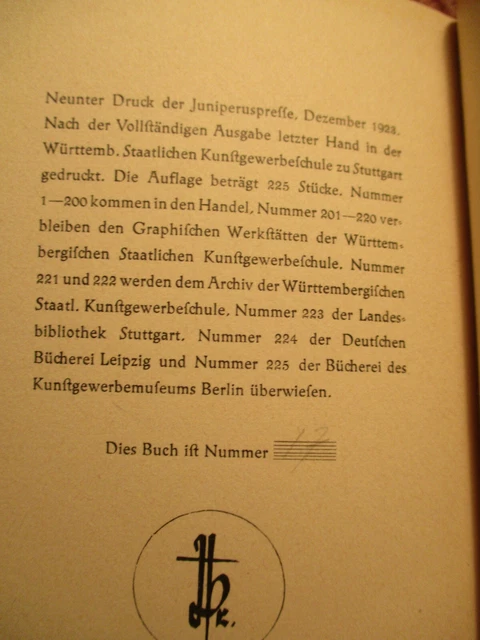 Neunter Druck der Juniperuspreſſe, Dezember 1928.
Nach der Vollſtändigen Ausgabe letzter Hand in der
Württemb. Staatlichen Kunſtgewerbeſchule zu Stuttgart
gedruckt. Die Auflage beträgt 225 Stücke. Nummer
1—200 kommen in den Handel, Nummer 201—220 ver-
bleiben den Graphiſchen Werkſtätten der Württem-
bergiſchen Staatlichen Kunſtgewerbeſchule. Nummer
221 und 222 werden dem Archiv der Württembergiſchen
Staatl. Kunſtgewerbeſchule, Nummer 223 der Landes-
bibliothek Stuttgart, Nummer 224 der Deutſchen
Bücherei Leipzig und Nummer 225 der Bücherei des
Kunſtgewerbemuſeums Berlin überwieſen.
Dies Buch iſt Nummer